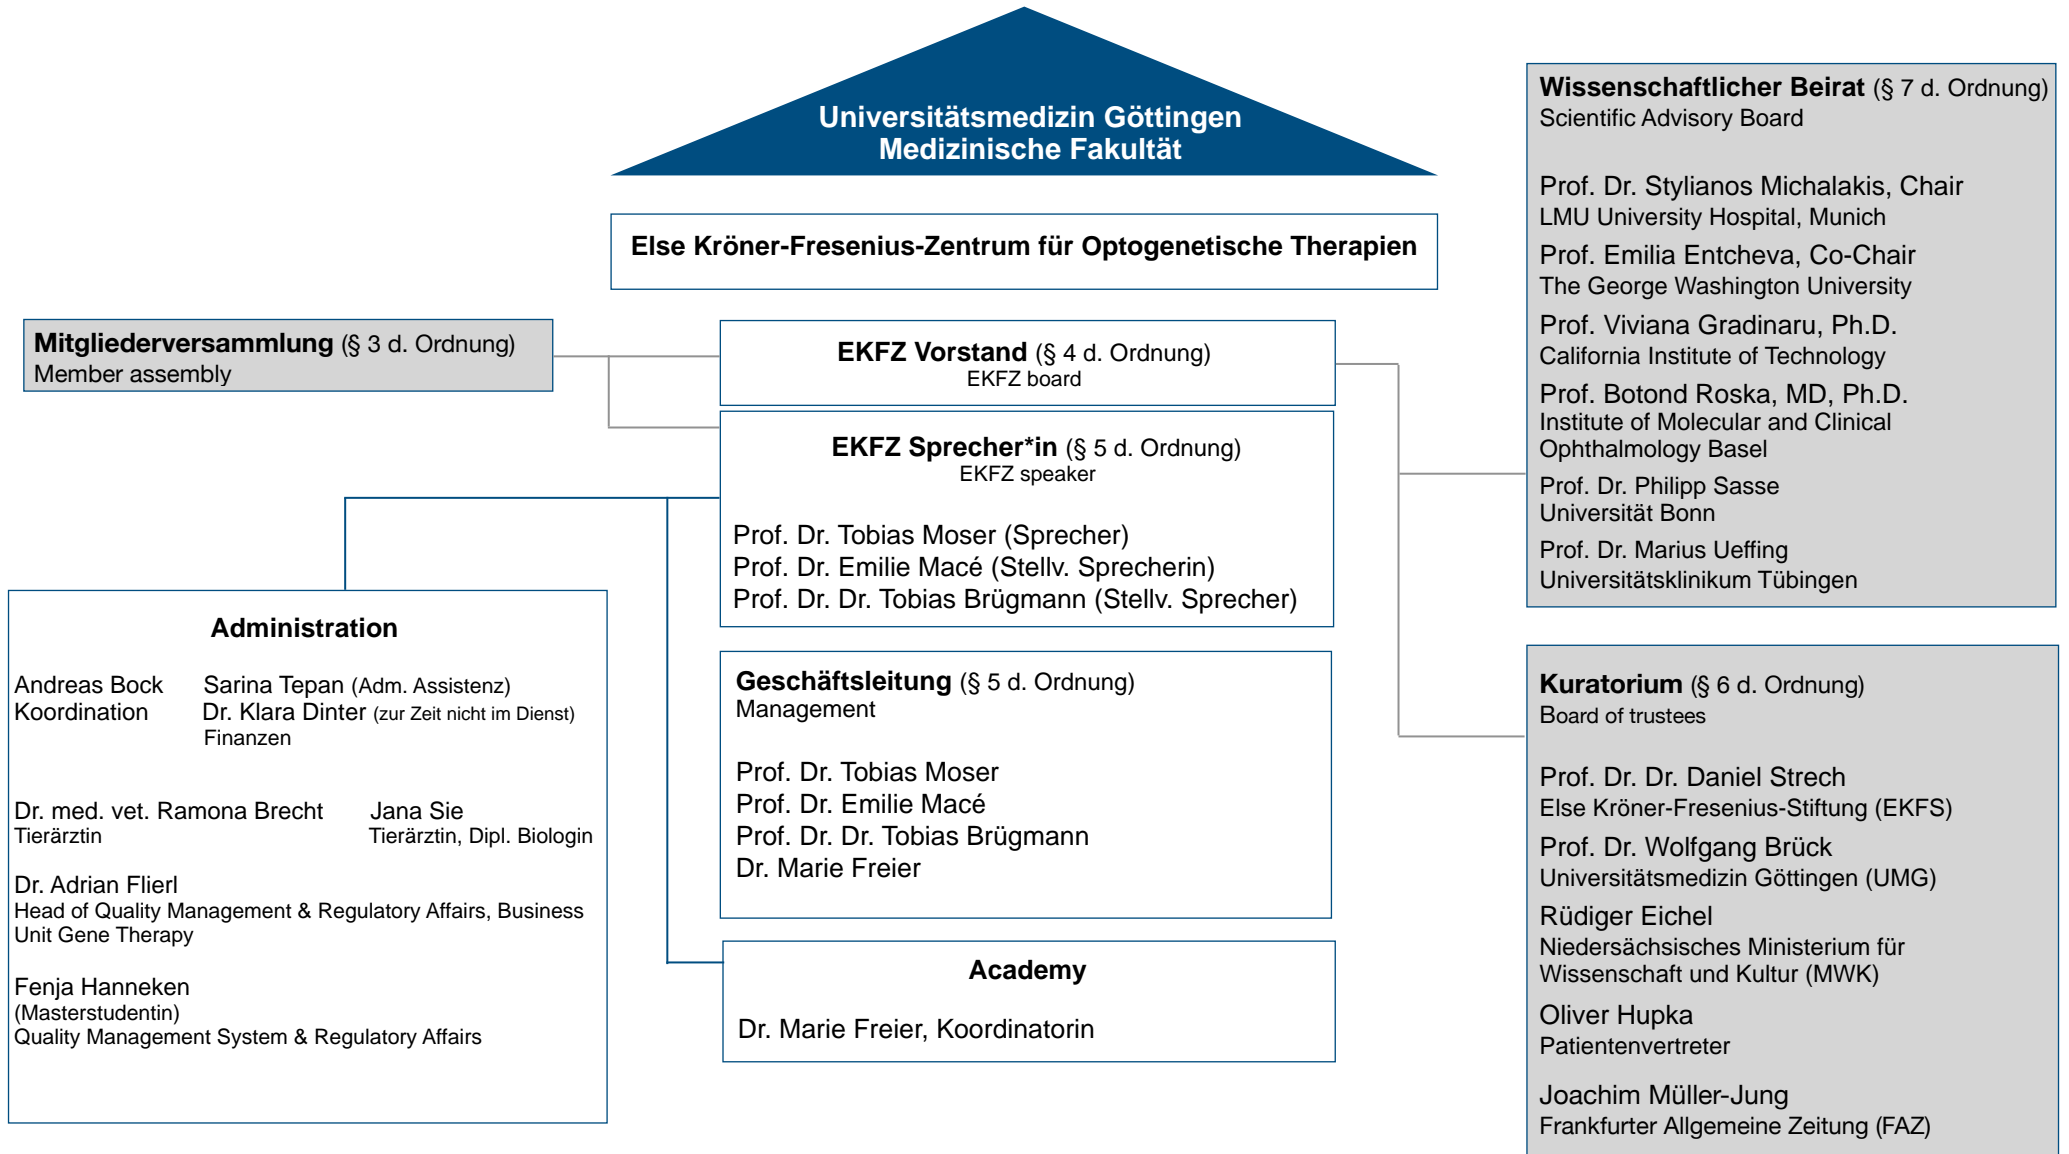 Universitätsmedizin Göttingen
Medizinische Fakultät
Else Kröner-Fresenius-Zentrum für Optogenetische Therapien
Mitgliederversammlung (§ 3 d. Ordnung)
Member assembly
EKFZ Vorstand (§ 4 d. Ordnung)
EKFZ board
EKFZ Sprecher*in (§ 5 d. Ordnung)
EKFZ speaker
Prof. Dr. Tobias Moser (Sprecher)
Prof. Dr. Emilie Macé (Stellv. Sprecherin)
Prof. Dr. Dr. Tobias Brügmann (Stellv. Sprecher)
Administration
Andreas Bock
Koordination
Sarina Tepan (Adm. Assistenz)
Dr. Klara Dinter (zur Zeit nicht im Dienst)
Finanzen
Dr. med. vet. Ramona Brecht
Tierärztin
Jana Sie
Tierärztin, Dipl. Biologin
Dr. Adrian Flierl
Head of Quality Management & Regulatory Affairs, Business
Unit Gene Therapy
Fenja Hanneken
(Masterstudentin)
Quality Management System & Regulatory Affairs
Geschäftsleitung (§ 5 d. Ordnung)
Management
Prof. Dr. Tobias Moser
Prof. Dr. Emilie Macé
Prof. Dr. Dr. Tobias Brügmann
Dr. Marie Freier
Academy
Dr. Marie Freier, Koordinatorin
Wissenschaftlicher Beirat (§ 7 d. Ordnung)
Scientific Advisory Board
Prof. Dr. Stylianos Michalakis, Chair
LMU University Hospital, Munich
Prof. Emilia Entcheva, Co-Chair
The George Washington University
Prof. Viviana Gradinaru, Ph.D.
California Institute of Technology
Prof. Botond Roska, MD, Ph.D.
Institute of Molecular and Clinical
Ophthalmology Basel
Prof. Dr. Philipp Sasse
Universität Bonn
Prof. Dr. Marius Ueffing
Universitätsklinikum Tübingen
Kuratorium (§ 6 d. Ordnung)
Board of trustees
Prof. Dr. Dr. Daniel Strech
Else Kröner-Fresenius-Stiftung (EKFS)
Prof. Dr. Wolfgang Brück
Universitätsmedizin Göttingen (UMG)
Rüdiger Eichel
Niedersächsisches Ministerium für
Wissenschaft und Kultur (MWK)
Oliver Hupka
Patientenvertreter
Joachim Müller-Jung
Frankfurter Allgemeine Zeitung (FAZ)